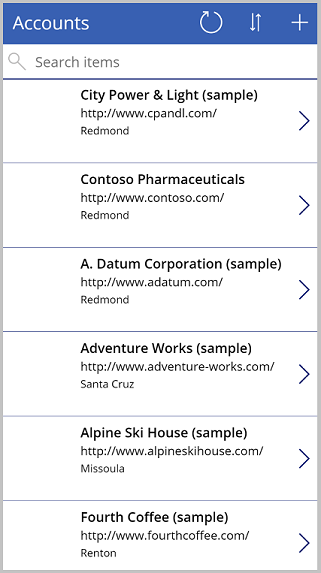 Accounts
Search items
City Power & Light (sample)
http://www.cpandl.com/
Redmond
Contoso Pharmaceuticals
http://www.contoso.com/
Redmond
A. Datum Corporation (sample)
http://www.adatum.com/
Redmond
Adventure Works (sample)
http://www.adventure-works.com/
Santa Cruz
Alpine Ski House (sample)
http://www.alpineskihouse.com/
Missoula
Fourth Coffee (sample)
http://www.fourthcoffee.com/
Renton